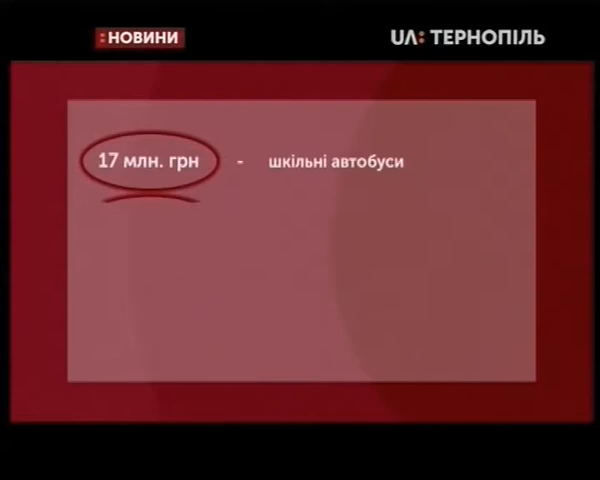 :НОВИНИ
UA: ТЕРНОПІЛЬ
17 млн. грн - шкільні автобуси